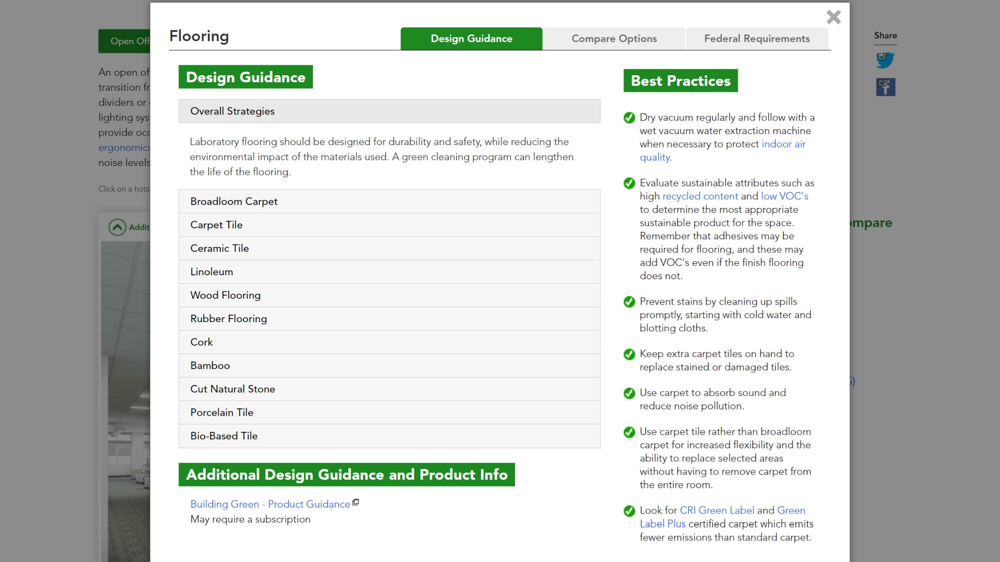 Flooring
Design Guidance
Compare Options
Federal Requirements
Share
Open Off
An open of
transition fr
dividers or
lighting sys
provide occ
ergonomics
noise levels
Click on a hots
Addit
Design Guidance
Overall Strategies
Laboratory flooring should be designed for durability and safety, while reducing the
environmental impact of the materials used. A green cleaning program can lengthen
the life of the flooring.
Broadloom Carpet
Carpet Tile
Ceramic Tile
Linoleum
Wood Flooring
Rubber Flooring
Cork
Bamboo
Cut Natural Stone
Porcelain Tile
Bio-Based Tile
Additional Design Guidance and Product Info
Building Green - Product Guidance
May require a subscription
Best Practices
Dry vacuum regularly and follow with a
wet vacuum water extraction machine
when necessary to protect indoor air
quality.
Evaluate sustainable attributes such as
high recycled content and low VOC's
to determine the most appropriate
sustainable product for the space.
Remember that adhesives may be
required for flooring, and these may
add VOC's even if the finish flooring
does not.
Prevent stains by cleaning up spills
promptly, starting with cold water and
blotting cloths.
Keep extra carpet tiles on hand to
replace stained or damaged tiles.
Use carpet to absorb sound and
reduce noise pollution.
Use carpet tile rather than broadloom
carpet for increased flexibility and the
ability to replace selected areas
without having to remove carpet from
the entire room.
Look for CRI Green Label and Green
Label Plus certified carpet which emits
fewer emissions than standard carpet.
ompare
S)